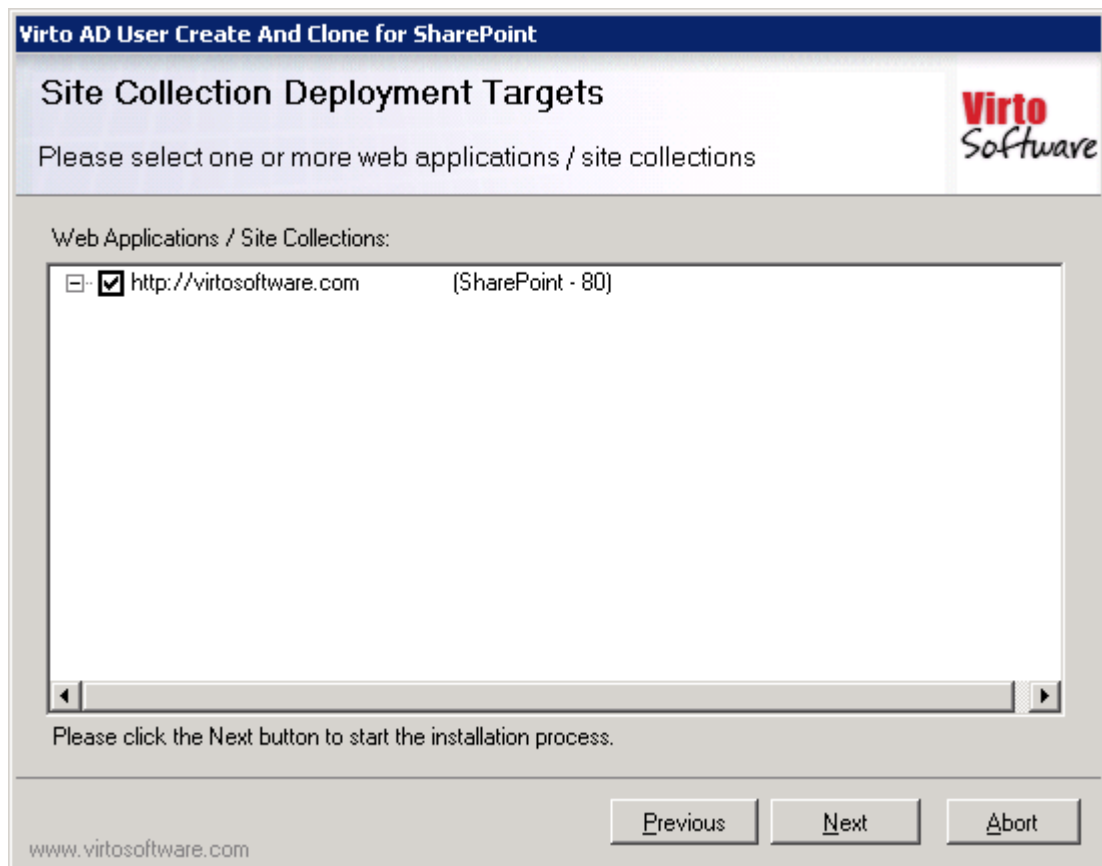 Virto AD User Create And Clone for SharePoint
Site Collection Deployment Targets
Virto
Software
Please select one or more web applications / site collections
Web Applications / Site Collections:
http://virtosoftware.com (SharePoint - 80)
Please click the Next button to start the installation process.
Previous Next Abort
www.virtosoftware.com